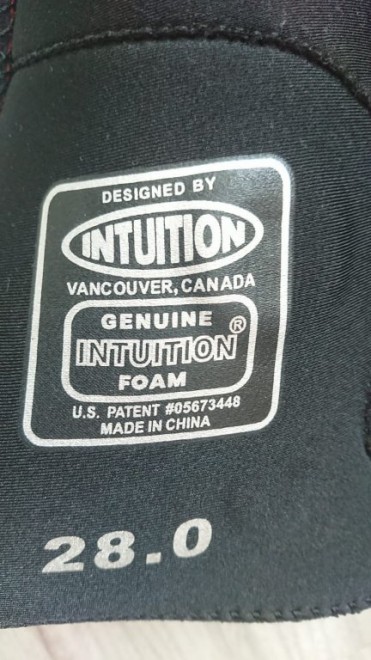 DESIGNED BY
INTUITION
VANCOUVER, CANADA
GENUINE
INTUITION®
FOAM
U.S. PATENT #05673448
MADE IN CHINA
28.0